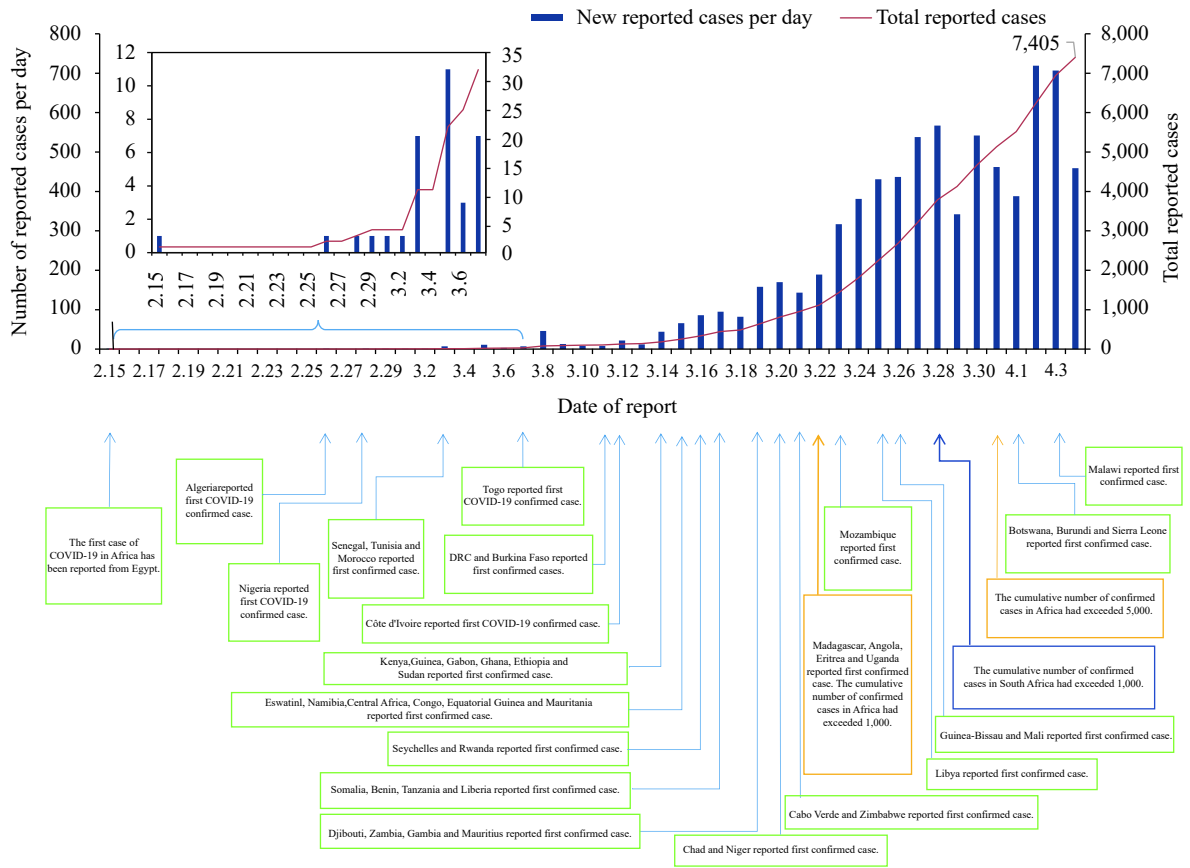 New reported cases per day
Total reported cases
Number of reported cases per day
800
700
600
500
400
300
200
100
0
12
10
8
6
4
2
0
35
30
25
20
15
10
5
0
2.15
2.17
2.19
2.21
2.23
2.25
2.27
2.29
3.2
3.4
3.6
7,405
8,000
7,000
6,000
5,000
4,000
3,000
2,000
1,000
0
Total reported cases
2.15
2.17
2.19
2.21
2.23
2.25
2.27
2.29
3.2
3.4
3.6
3.8
3.10
3.12
3.14
3.16
3.18
3.20
3.22
3.24
3.26
3.28
3.30
4.1
4.3
Date of report
The first case of
COVID-19 in Africa has
been reported from Egypt.
Algeriareported
first COVID-19
confirmed case.
Nigeria reported
first COVID-19
confirmed case.
Senegal, Tunisia and
Morocco reported
first confirmed case.
Togo reported first
COVID-19 confirmed case.
DRC and Burkina Faso reported
first confirmed cases.
Côte d'Ivoire reported first COVID-19 confirmed case.
Kenya,Guinea, Gabon, Ghana, Ethiopia and
Sudan reported first confirmed case.
Eswatinl, Namibia,Central Africa, Congo, Equatorial Guinea and Mauritania
reported first confirmed case.
Seychelles and Rwanda reported first confirmed case.
Somalia, Benin, Tanzania and Liberia reported first confirmed case.
Djibouti, Zambia, Gambia and Mauritius reported first confirmed case.
Chad and Niger reported first confirmed case.
Cabo Verde and Zimbabwe reported first confirmed case.
Madagascar, Angola,
Eritrea and Uganda
reported first confirmed
case. The cumulative
number of confirmed
cases in Africa had
exceeded 1,000.
Mozambique
reported first
confirmed case.
Libya reported first confirmed case.
Guinea-Bissau and Mali reported first confirmed case.
The cumulative number of confirmed
cases in South Africa had exceeded 1,000.
The cumulative number of confirmed
cases in Africa had exceeded 5,000.
Botswana, Burundi and Sierra Leone
reported first confirmed case.
Malawi reported first
confirmed case.